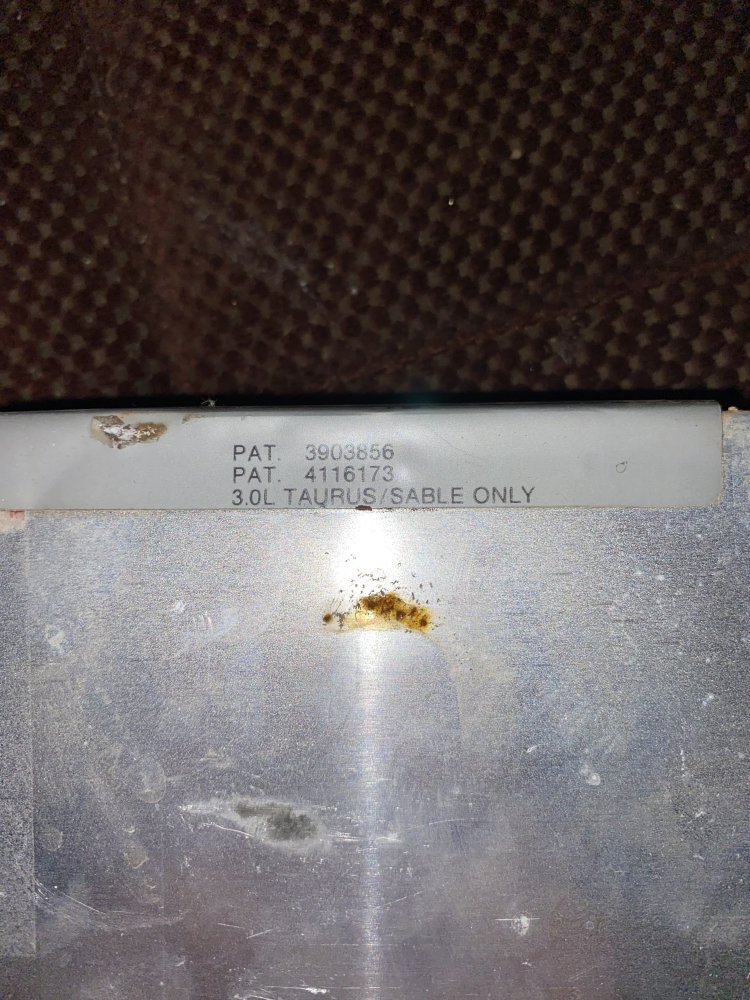 PAT. 3903856
PAT. 4116173
3.0L TAURUS/SABLE ONLY